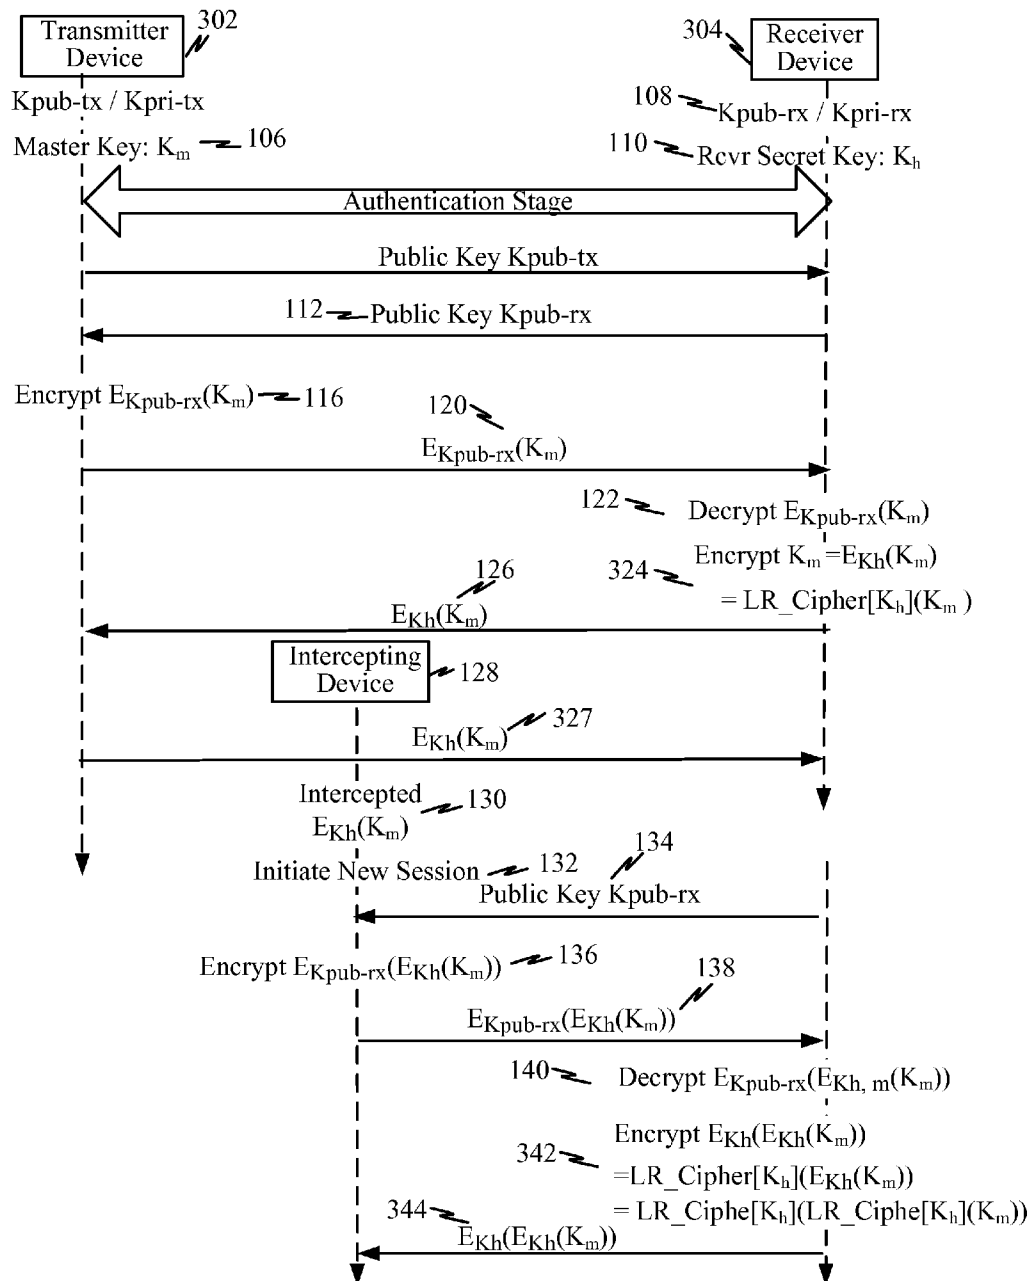 Transmitter
Device
302
304
Receiver
Device
Kpub-tx / Kpri-tx
108
Kpub-rx / Kpri-rx
Master Key: Km
106
110
Rcvr Secret Key: Kh
Authentication Stage
Public Key Kpub-tx
112
Public Key Kpub-rx
Encrypt EKpub-rx(Km)
116
120
EKpub-rx(Km)
122
Decrypt EKpub-rx(Km)
Encrypt Km =EKh(Km)
324
= LR_Cipher[Kh](Km )
126
EKh(Km)
Intercepting
Device
128
327
EKh(Km)
Intercepted
EKh(Km)
130
Initiate New Session
132
134
Public Key Kpub-rx
Encrypt EKpub-rx(EKh(Km))
136
138
EKpub-rx(EKh(Km))
140
Decrypt EKpub-rx(EKh, m(Km))
Encrypt EKh(EKh(Km))
342
=LR_Cipher[Kh](EKh(Km))
= LR_Ciphe[Kh](LR_Ciphe[Kh](Km))
344
EKh(EKh(Km))